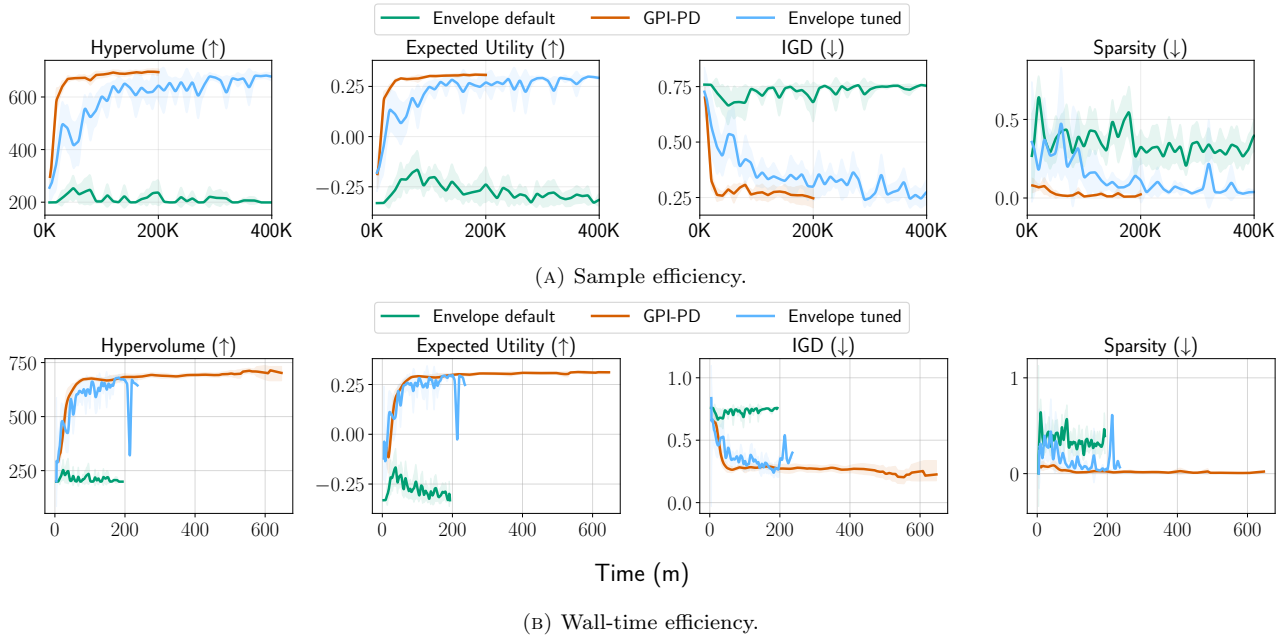 Envelope default GPI-PD Envelope tuned
Hypervolume (↑) Expected Utility (↑) IGD (↓) Sparsity (↓)
600
400
200
0K 200K 400K
0.25
0.00
−0.25
0K 200K 400K
0.75
0.50
0.25
0K 200K 400K
0.5
0.0
0K 200K 400K
(A) Sample efficiency.
Envelope default GPI-PD Envelope tuned
Hypervolume (↑) Expected Utility (↑) IGD (↓) Sparsity (↓)
750
500
250
0 200 400 600
0.25
0.00
−0.25
0 200 400 600
1.0
0.5
0.0
0 200 400 600
1
0
0 200 400 600
Time (m)
(B) Wall-time efficiency.